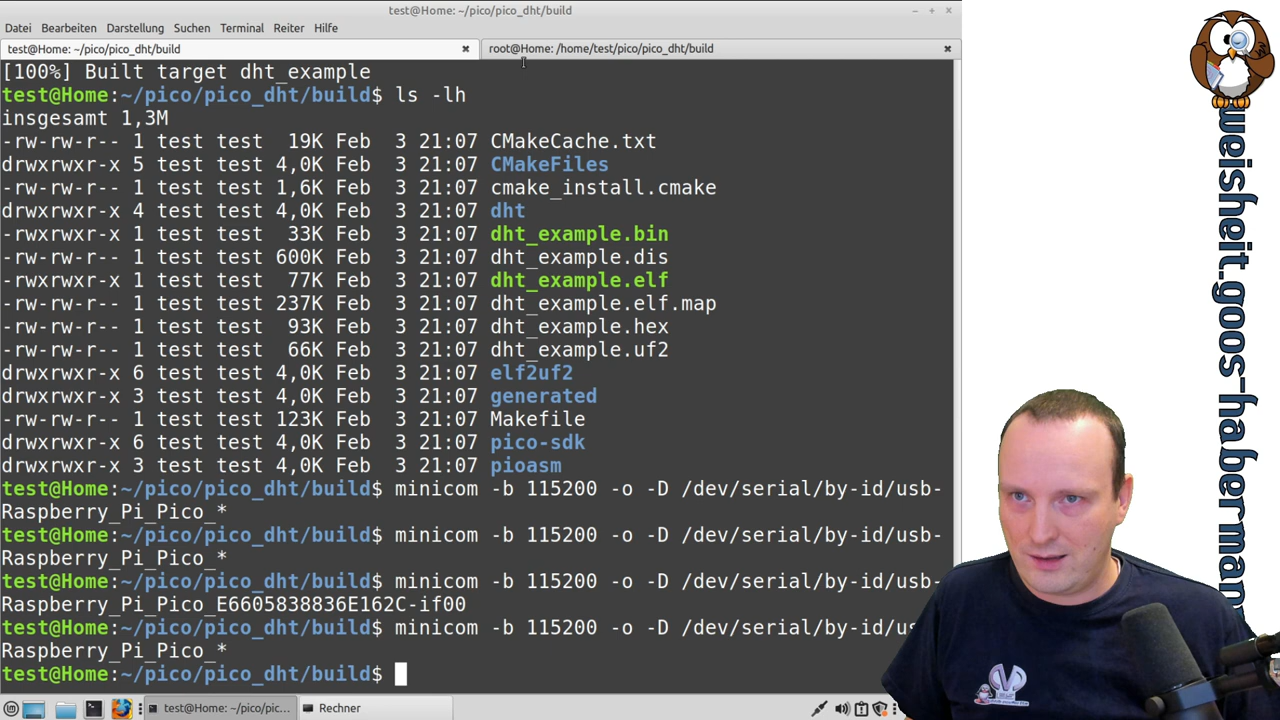 test@Home: ~/pico/pico_dht/build
Datei Bearbeiten Darstellung Suchen Terminal Reiter Hilfe
test@Home: ~/pico/pico_dht/build
root@Home: /home/test/pico/pico_dht/build
[100%] Built target dht_example
test@Home:~/pico/pico_dht/build$ ls -lh
insgesamt 1,3M
-rw-rw-r-- 1 test test 19K Feb 3 21:07 CMakeCache.txt
drwxrwxr-x 5 test test 4,0K Feb 3 21:07 CMakeFiles
-rw-rw-r-- 1 test test 1,6K Feb 3 21:07 cmake_install.cmake
drwxrwxr-x 4 test test 4,0K Feb 3 21:07 dht
-rwxrwxr-x 1 test test 33K Feb 3 21:07 dht_example.bin
-rw-rw-r-- 1 test test 600K Feb 3 21:07 dht_example.dis
-rwxrwxr-x 1 test test 77K Feb 3 21:07 dht_example.elf
-rw-rw-r-- 1 test test 237K Feb 3 21:07 dht_example.elf.map
-rw-rw-r-- 1 test test 93K Feb 3 21:07 dht_example.hex
-rw-rw-r-- 1 test test 66K Feb 3 21:07 dht_example.uf2
drwxrwxr-x 6 test test 4,0K Feb 3 21:07 elf2uf2
drwxrwxr-x 3 test test 4,0K Feb 3 21:07 generated
-rw-rw-r-- 1 test test 123K Feb 3 21:07 Makefile
drwxrwxr-x 6 test test 4,0K Feb 3 21:07 pico-sdk
drwxrwxr-x 3 test test 4,0K Feb 3 21:07 pioasm
test@Home:~/pico/pico_dht/build$ minicom -b 115200 -o -D /dev/serial/by-id/usb-
Raspberry_Pi_Pico_*
test@Home:~/pico/pico_dht/build$ minicom -b 115200 -o -D /dev/serial/by-id/usb-
Raspberry_Pi_Pico_*
test@Home:~/pico/pico_dht/build$ minicom -b 115200 -o -D /dev/serial/by-id/usb-
Raspberry_Pi_Pico_E6605838836E162C-if00
test@Home:~/pico/pico_dht/build$ minicom -b 115200 -o -D /dev/serial/by-id/us
Raspberry_Pi_Pico_*
test@Home:~/pico/pico_dht/build$
test@Home: ~/pico/pic...
Rechner
weisheit.goos-haberman